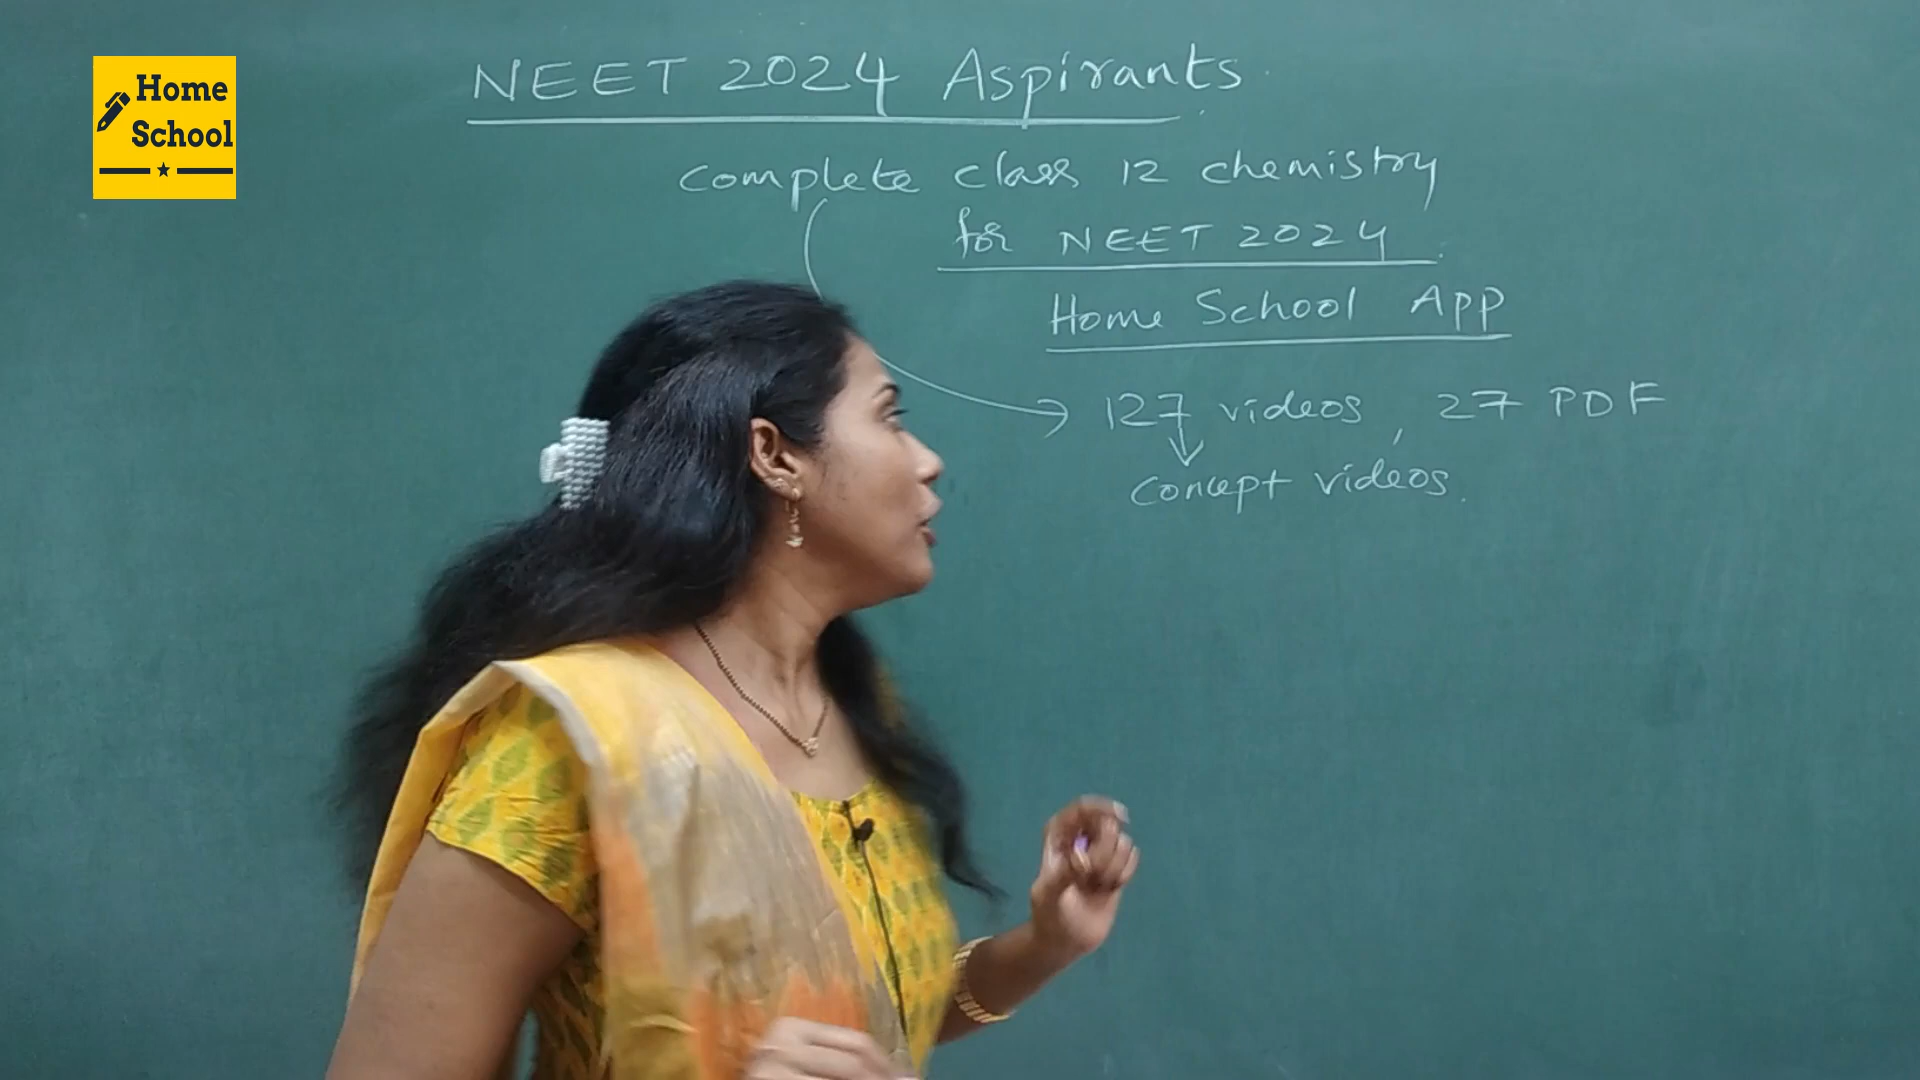 Home
School
NEET 2024 Aspirants
complete class 12 chemistry
for NEET 2024
Home School App
127 videos, 27 PDF
concept videos.